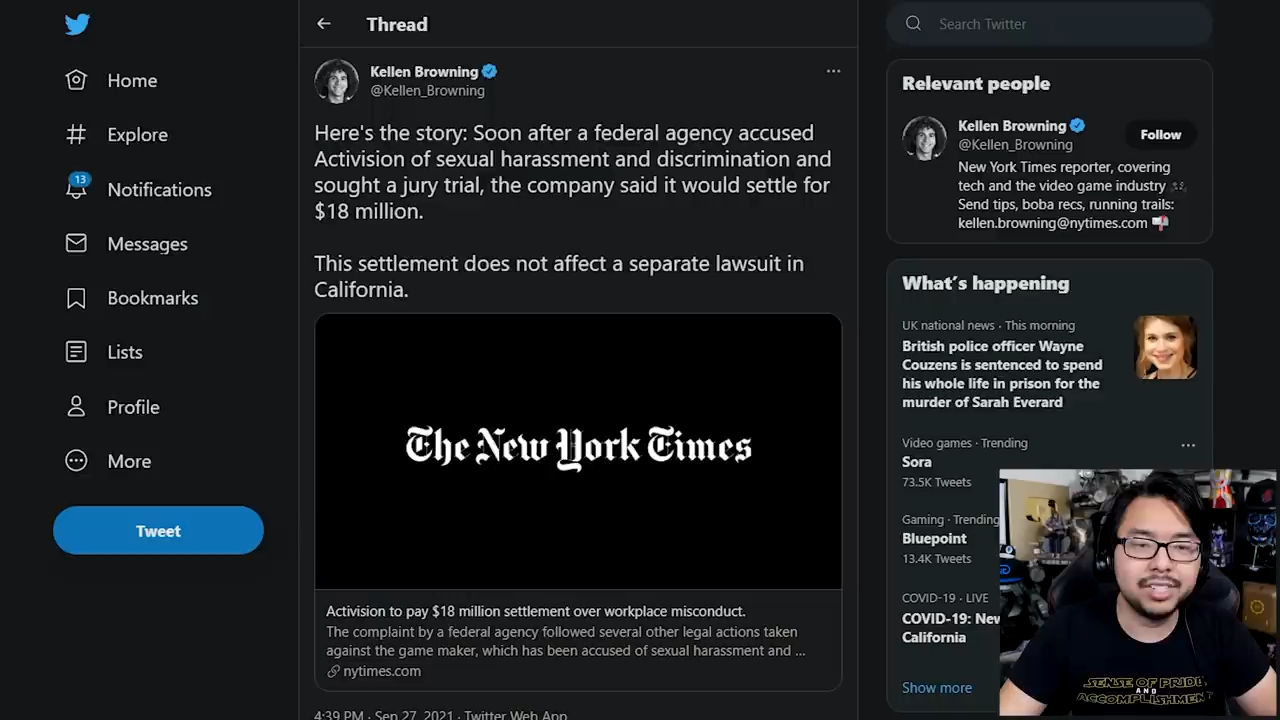 Home
Explore
13
Notifications
Messages
Bookmarks
Lists
Profile
More
Tweet
Thread
Kellen Browning
@Kellen_Browning
Here's the story: Soon after a federal agency accused
Activision of sexual harassment and discrimination and
sought a jury trial, the company said it would settle for
$18 million.
This settlement does not affect a separate lawsuit in
California.
The New York Times
Activision to pay $18 million settlement over workplace misconduct.
The complaint by a federal agency followed several other legal actions taken
against the game maker, which has been accused of sexual harassment and ...
nytimes.com
4:39 PM · Sep 27, 2021 · Twitter Web App
Search Twitter
Relevant people
Kellen Browning
@Kellen_Browning
Follow
New York Times reporter, covering
tech and the video game industry
Send tips, boba recs, running trails:
kellen.browning@nytimes.com
What's happening
UK national news · This morning
British police officer Wayne
Couzens is sentenced to spend
his whole life in prison for the
murder of Sarah Everard
Video games · Trending
Sora
73.5K Tweets
Gaming · Trending
Bluepoint
13.4K Tweets
COVID-19 · LIVE
COVID-19: New
California
Show more
SENSE OF PRIDE
AND
ACCOMPLISHMENT